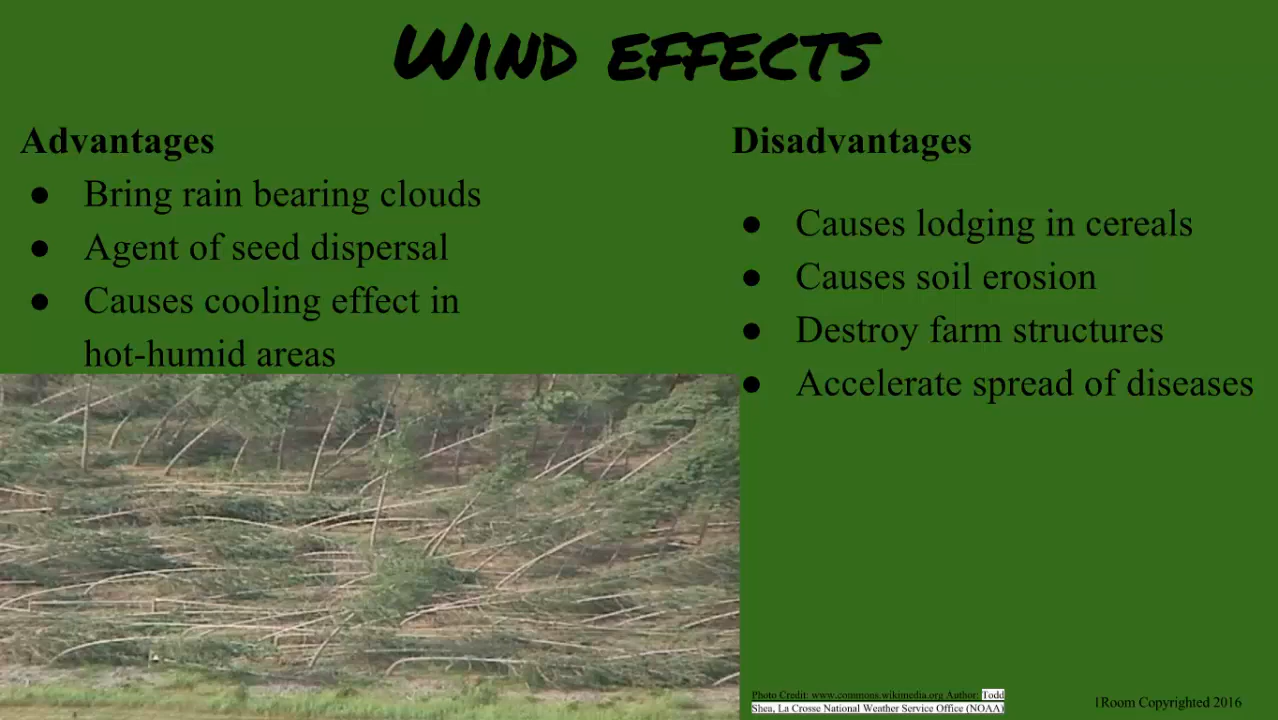 WIND EFFECTS
Advantages
● Bring rain bearing clouds
● Agent of seed dispersal
● Causes cooling effect in
hot-humid areas
Disadvantages
● Causes lodging in cereals
● Causes soil erosion
● Destroy farm structures
● Accelerate spread of diseases
Photo Credit: www.commons.wikimedia.org Author: Todd
Shea, La Crosse National Weather Service Office (NOAA)
1Room Copyrighted 2016